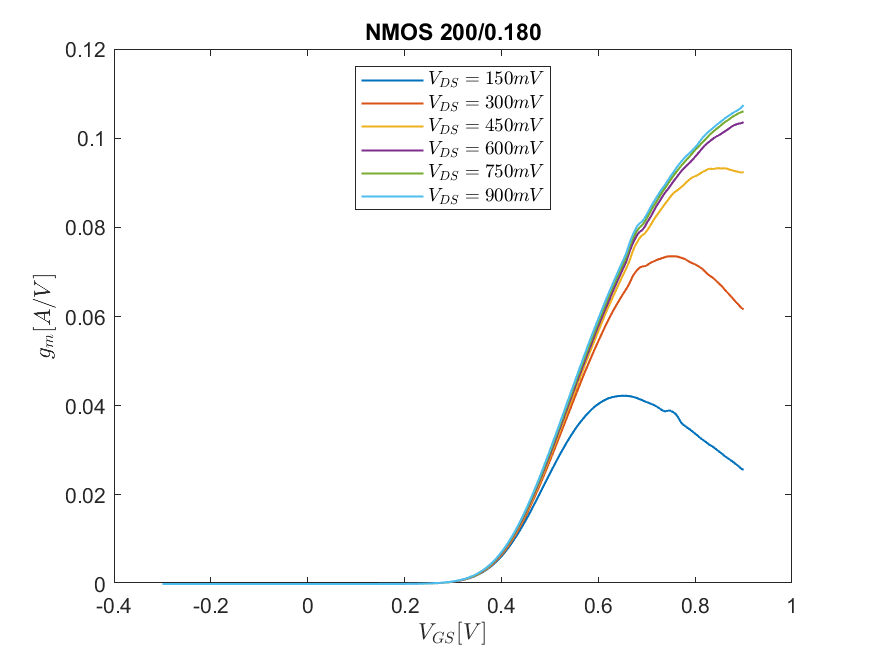 NMOS 200/0.180
0.12
0.1
0.08
0.06
0.04
0.02
0
g_m[A/V]
V_DS = 150mV
V_DS = 300mV
V_DS = 450mV
V_DS = 600mV
V_DS = 750mV
V_DS = 900mV
-0.4 -0.2 0 0.2 0.4 0.6 0.8 1
V_GS[V]